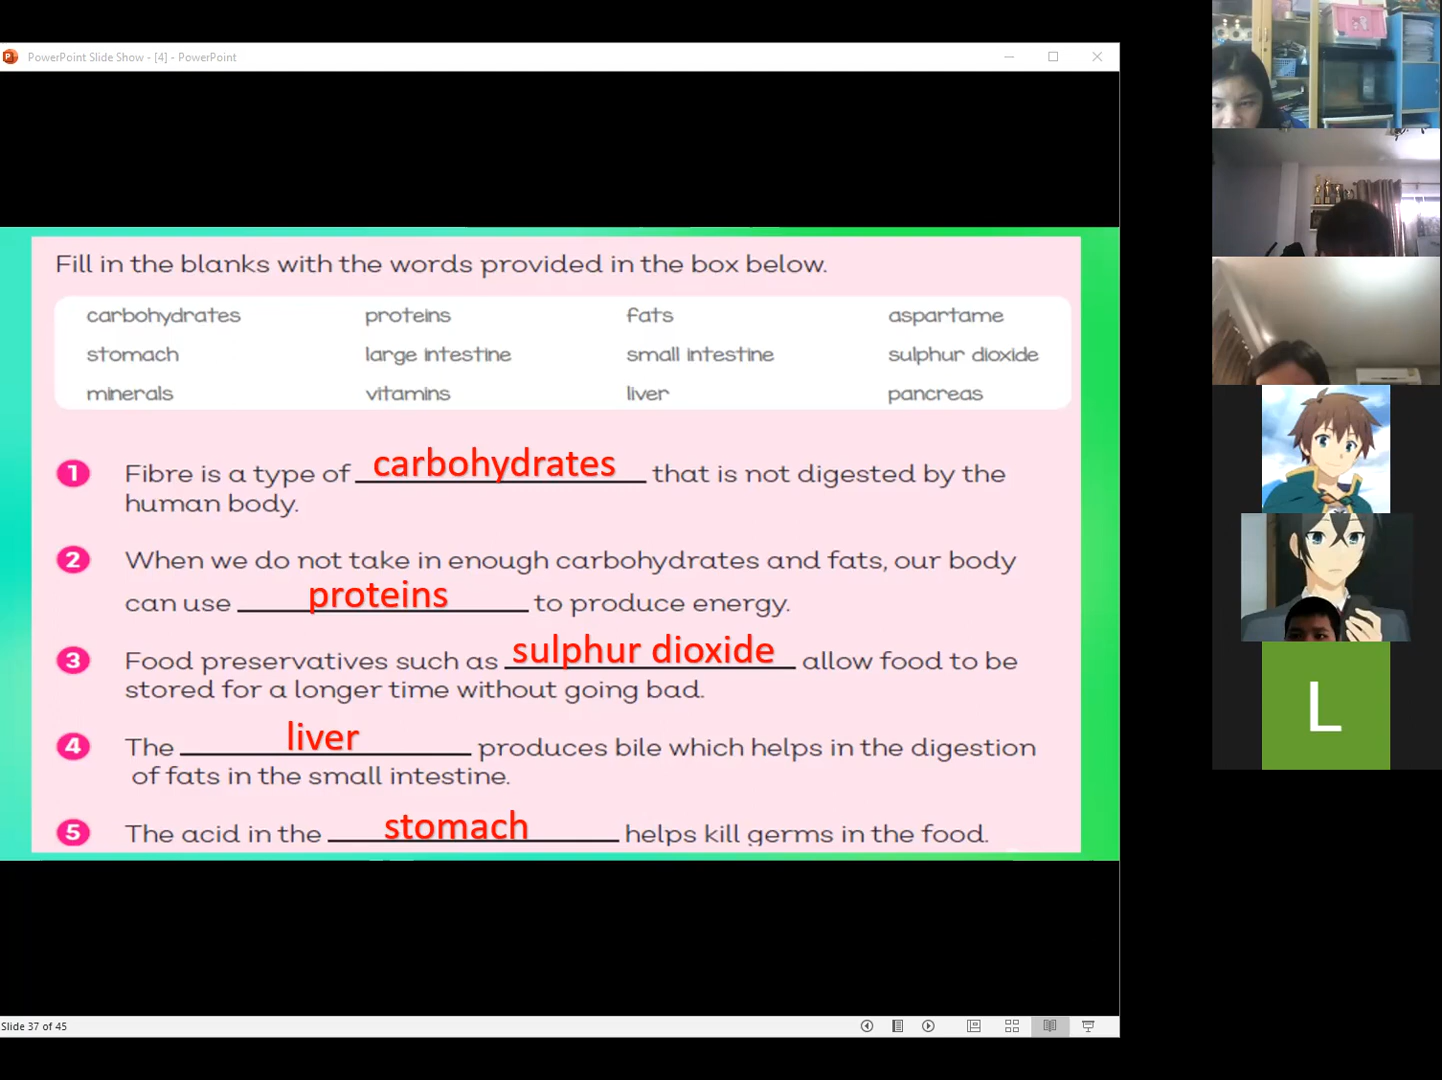 PowerPoint Slide Show - [4] - PowerPoint
Fill in the blanks with the words provided in the box below.
carbohydrates proteins fats aspartame
stomach large intestine small intestine sulphur dioxide
minerals vitamins liver pancreas
1 Fibre is a type of carbohydrates that is not digested by the
human body.
2 When we do not take in enough carbohydrates and fats, our body
can use proteins to produce energy.
3 Food preservatives such as sulphur dioxide allow food to be
stored for a longer time without going bad.
4 The liver produces bile which helps in the digestion
of fats in the small intestine.
5 The acid in the stomach helps kill germs in the food.
Slide 37 of 45
L